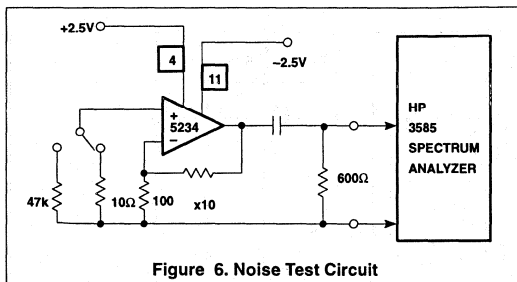 +2.5V
4
11
−2.5V
+
5234
−
HP
3585
SPECTRUM
ANALYZER
47k
10Ω
100
x10
600Ω
Figure 6. Noise Test Circuit